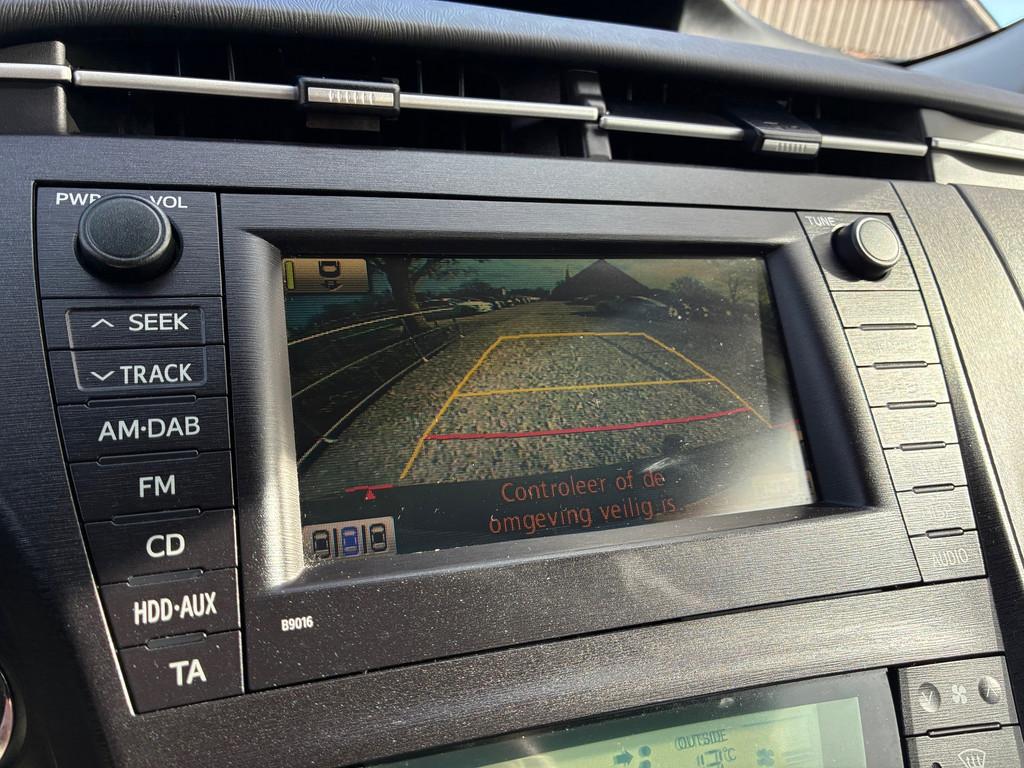 PWR VOL
TUNE
SEEK
TRACK
AM·DAB
FM
CD
HDD·AUX
TA
Controleer of de
omgeving veilig is.
AUDIO
B9016
OUTSIDE
°C